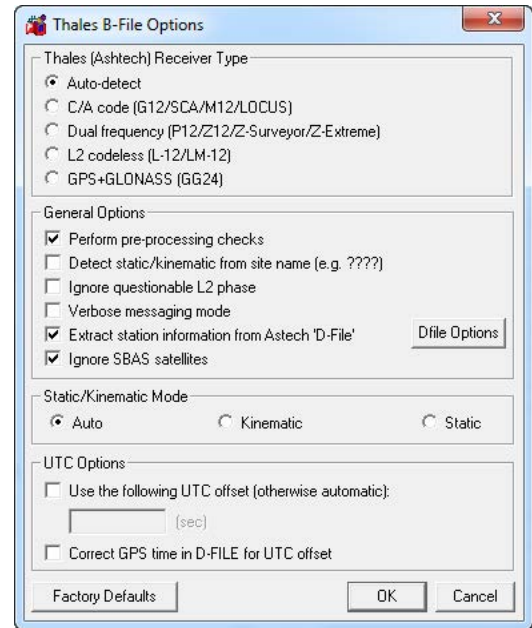 Thales B-File Options
Thales (Ashtech) Receiver Type
Auto-detect
C/A code (G12/SCA/M12/LOCUS)
Dual frequency (P12/Z12/Z-Surveyor/Z-Extreme)
L2 codeless (L-12/LM-12)
GPS+GLONASS (GG24)
General Options
Perform pre-processing checks
Detect static/kinematic from site name (e.g. ????)
Ignore questionable L2 phase
Verbose messaging mode
Extract station information from Astech 'D-File'
Dfile Options
Ignore SBAS satellites
Static/Kinematic Mode
Auto Kinematic Static
UTC Options
Use the following UTC offset (otherwise automatic):
(sec)
Correct GPS time in D-FILE for UTC offset
Factory Defaults OK Cancel